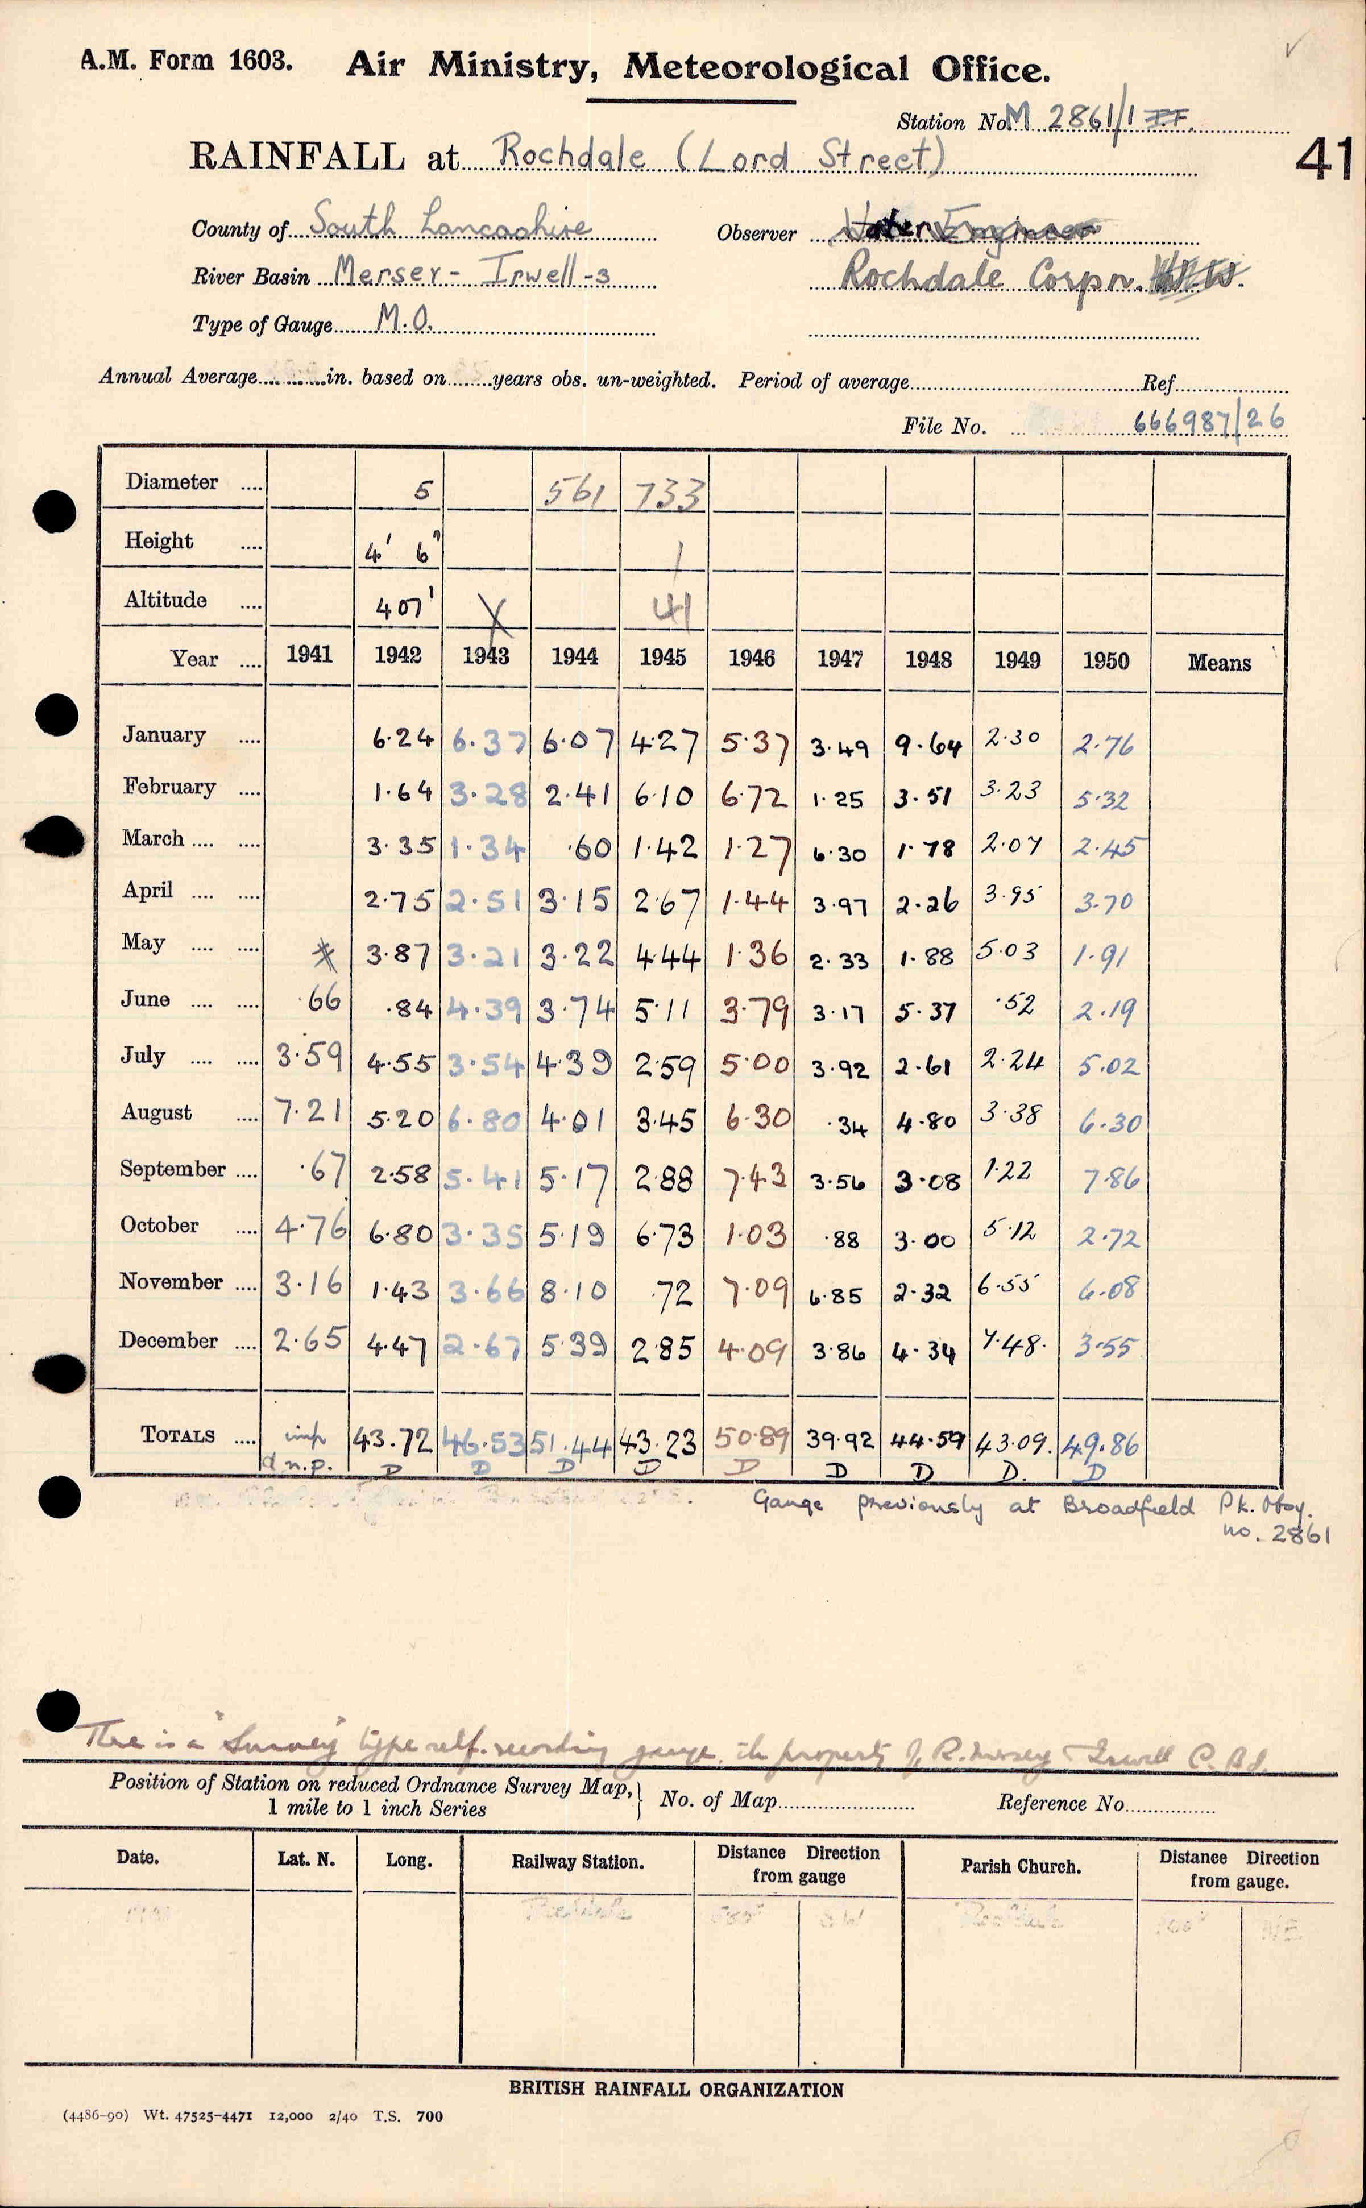 A.M. Form 1603. Air Ministry, Meteorological Office.
Station No. M 2861/1
RAINFALL at Rochdale (Lord Street)
41
County of South Lancashire Observer Water Engineer
River Basin Merser - Irwell - 3 Rochdale Corpn. W.W.
Type of Gauge M.O.
Annual Average in. based on years obs. un-weighted. Period of average Ref
File No. 666987/26
Diameter .... 5 561 733
Height .... 4' 6" 1
Altitude .... 407' X 41
Year .... 1941 1942 1943 1944 1945 1946 1947 1948 1949 1950 Means
January .... 6.24 6.37 6.07 4.27 5.37 3.49 9.64 2.30 2.76
February .... 1.64 3.28 2.41 6.10 6.72 1.25 3.51 3.23 5.32
March .... .... 3.35 1.34 .60 1.42 1.27 6.30 1.78 2.07 2.45
April .... .... 2.75 2.51 3.15 2.67 1.44 3.97 2.26 3.95 3.70
May .... .... 3.87 3.21 3.22 4.44 1.36 2.33 1.88 5.03 1.91
June .... .... .66 .84 4.39 3.74 5.11 3.79 3.17 5.37 .52 2.19
July .... .... 3.59 4.55 3.54 4.39 2.59 5.00 3.92 2.61 2.24 5.02
August .... 7.21 5.20 6.80 4.01 3.45 6.30 .34 4.80 3.38 6.30
September .... .67 2.58 5.41 5.17 2.88 7.43 3.56 3.08 1.22 7.86
October .... 4.76 6.80 3.35 5.19 6.73 1.03 .88 3.00 5.12 2.72
November .... 3.16 1.43 3.66 8.10 .72 7.09 6.85 2.32 6.55 6.08
December .... 2.65 4.47 2.67 5.39 2.85 4.09 3.86 4.34 7.48. 3.55
TOTALS .... imp 43.72 46.53 51.44 43.23 50.89 39.92 44.59 43.09. 49.86
d.n.p. D D D D D D D D. D
Gauge previously at Broadfield Pk.
no. 2861
There is a "Survey" type self-recording gauge, the property of R. Mersey & Irwell C. Bd.
Position of Station on reduced Ordnance Survey Map, } No. of Map Reference No.
1 mile to 1 inch Series
Date. Lat. N. Long. Railway Station. Distance Direction from gauge Parish Church. Distance Direction from gauge.
Rochdale SW Rochdale NE
BRITISH RAINFALL ORGANIZATION
(4486-90) Wt. 47525-4471 12,000 2/40 T.S. 700